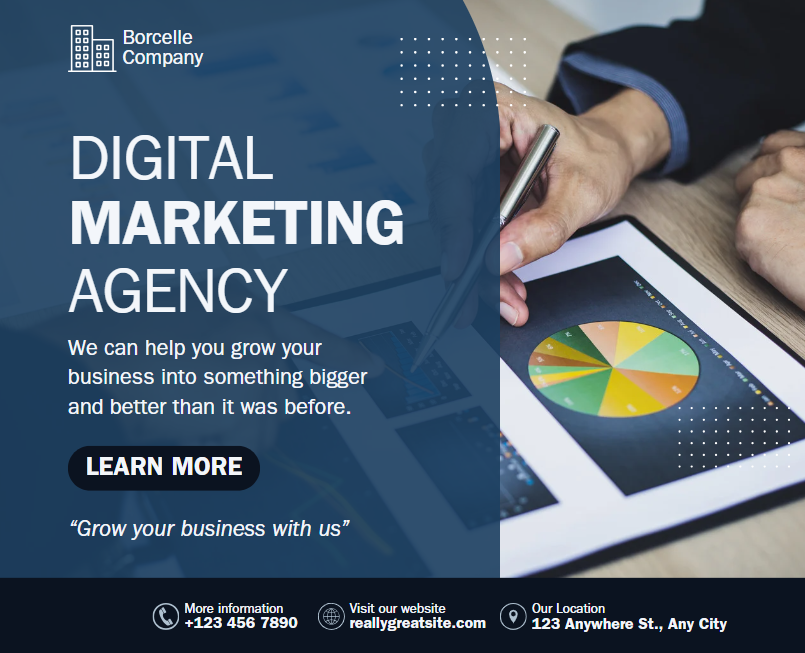 Borcelle
Company
DIGITAL
MARKETING
AGENCY
We can help you grow your
business into something bigger
and better than it was before.
LEARN MORE
“Grow your business with us”
More information
+123 456 7890
Visit our website
reallygreatsite.com
Our Location
123 Anywhere St., Any City